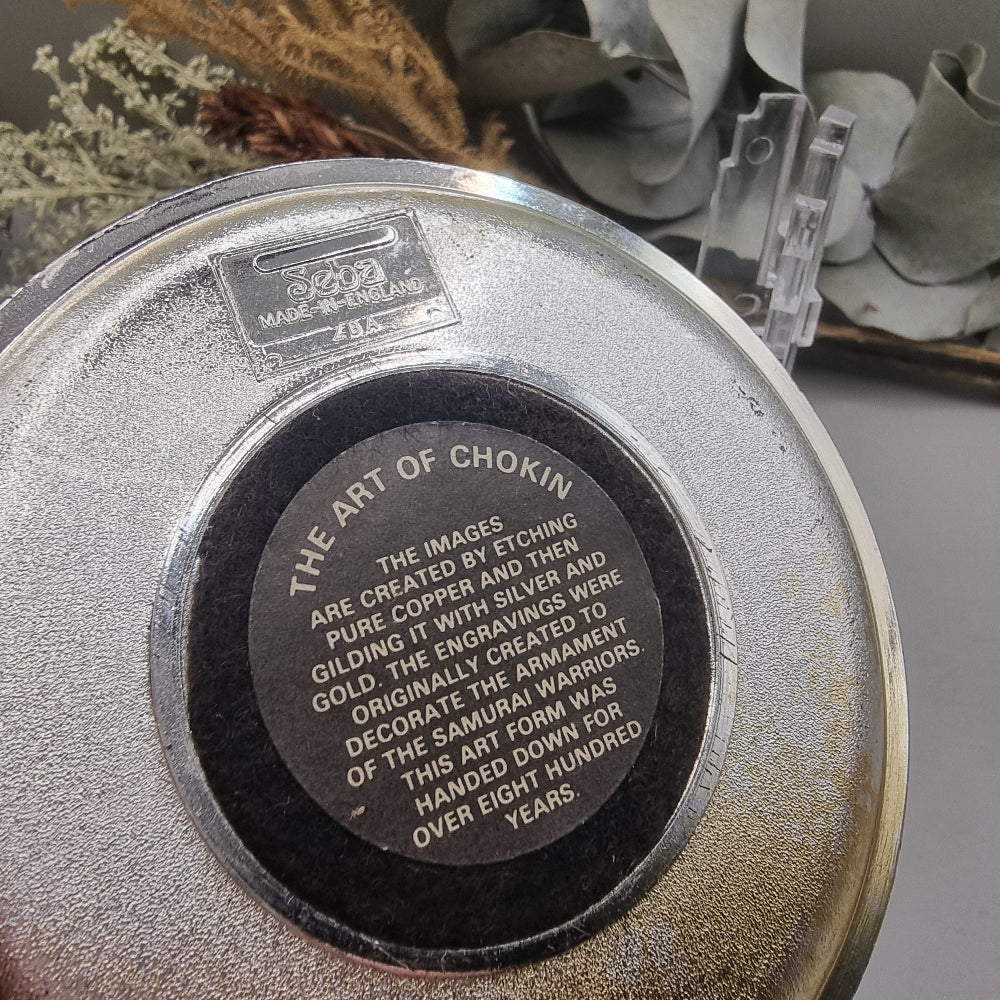 Seba
MADE-IN-ENGLAND
THE ART OF CHOKIN
THE IMAGES
ARE CREATED BY ETCHING
PURE COPPER AND THEN
GILDING IT WITH SILVER AND
GOLD. THE ENGRAVINGS WERE
ORIGINALLY CREATED TO
DECORATE THE ARMAMENT
OF THE SAMURAI WARRIORS.
THIS ART FORM WAS
HANDED DOWN FOR
OVER EIGHT HUNDRED
YEARS.